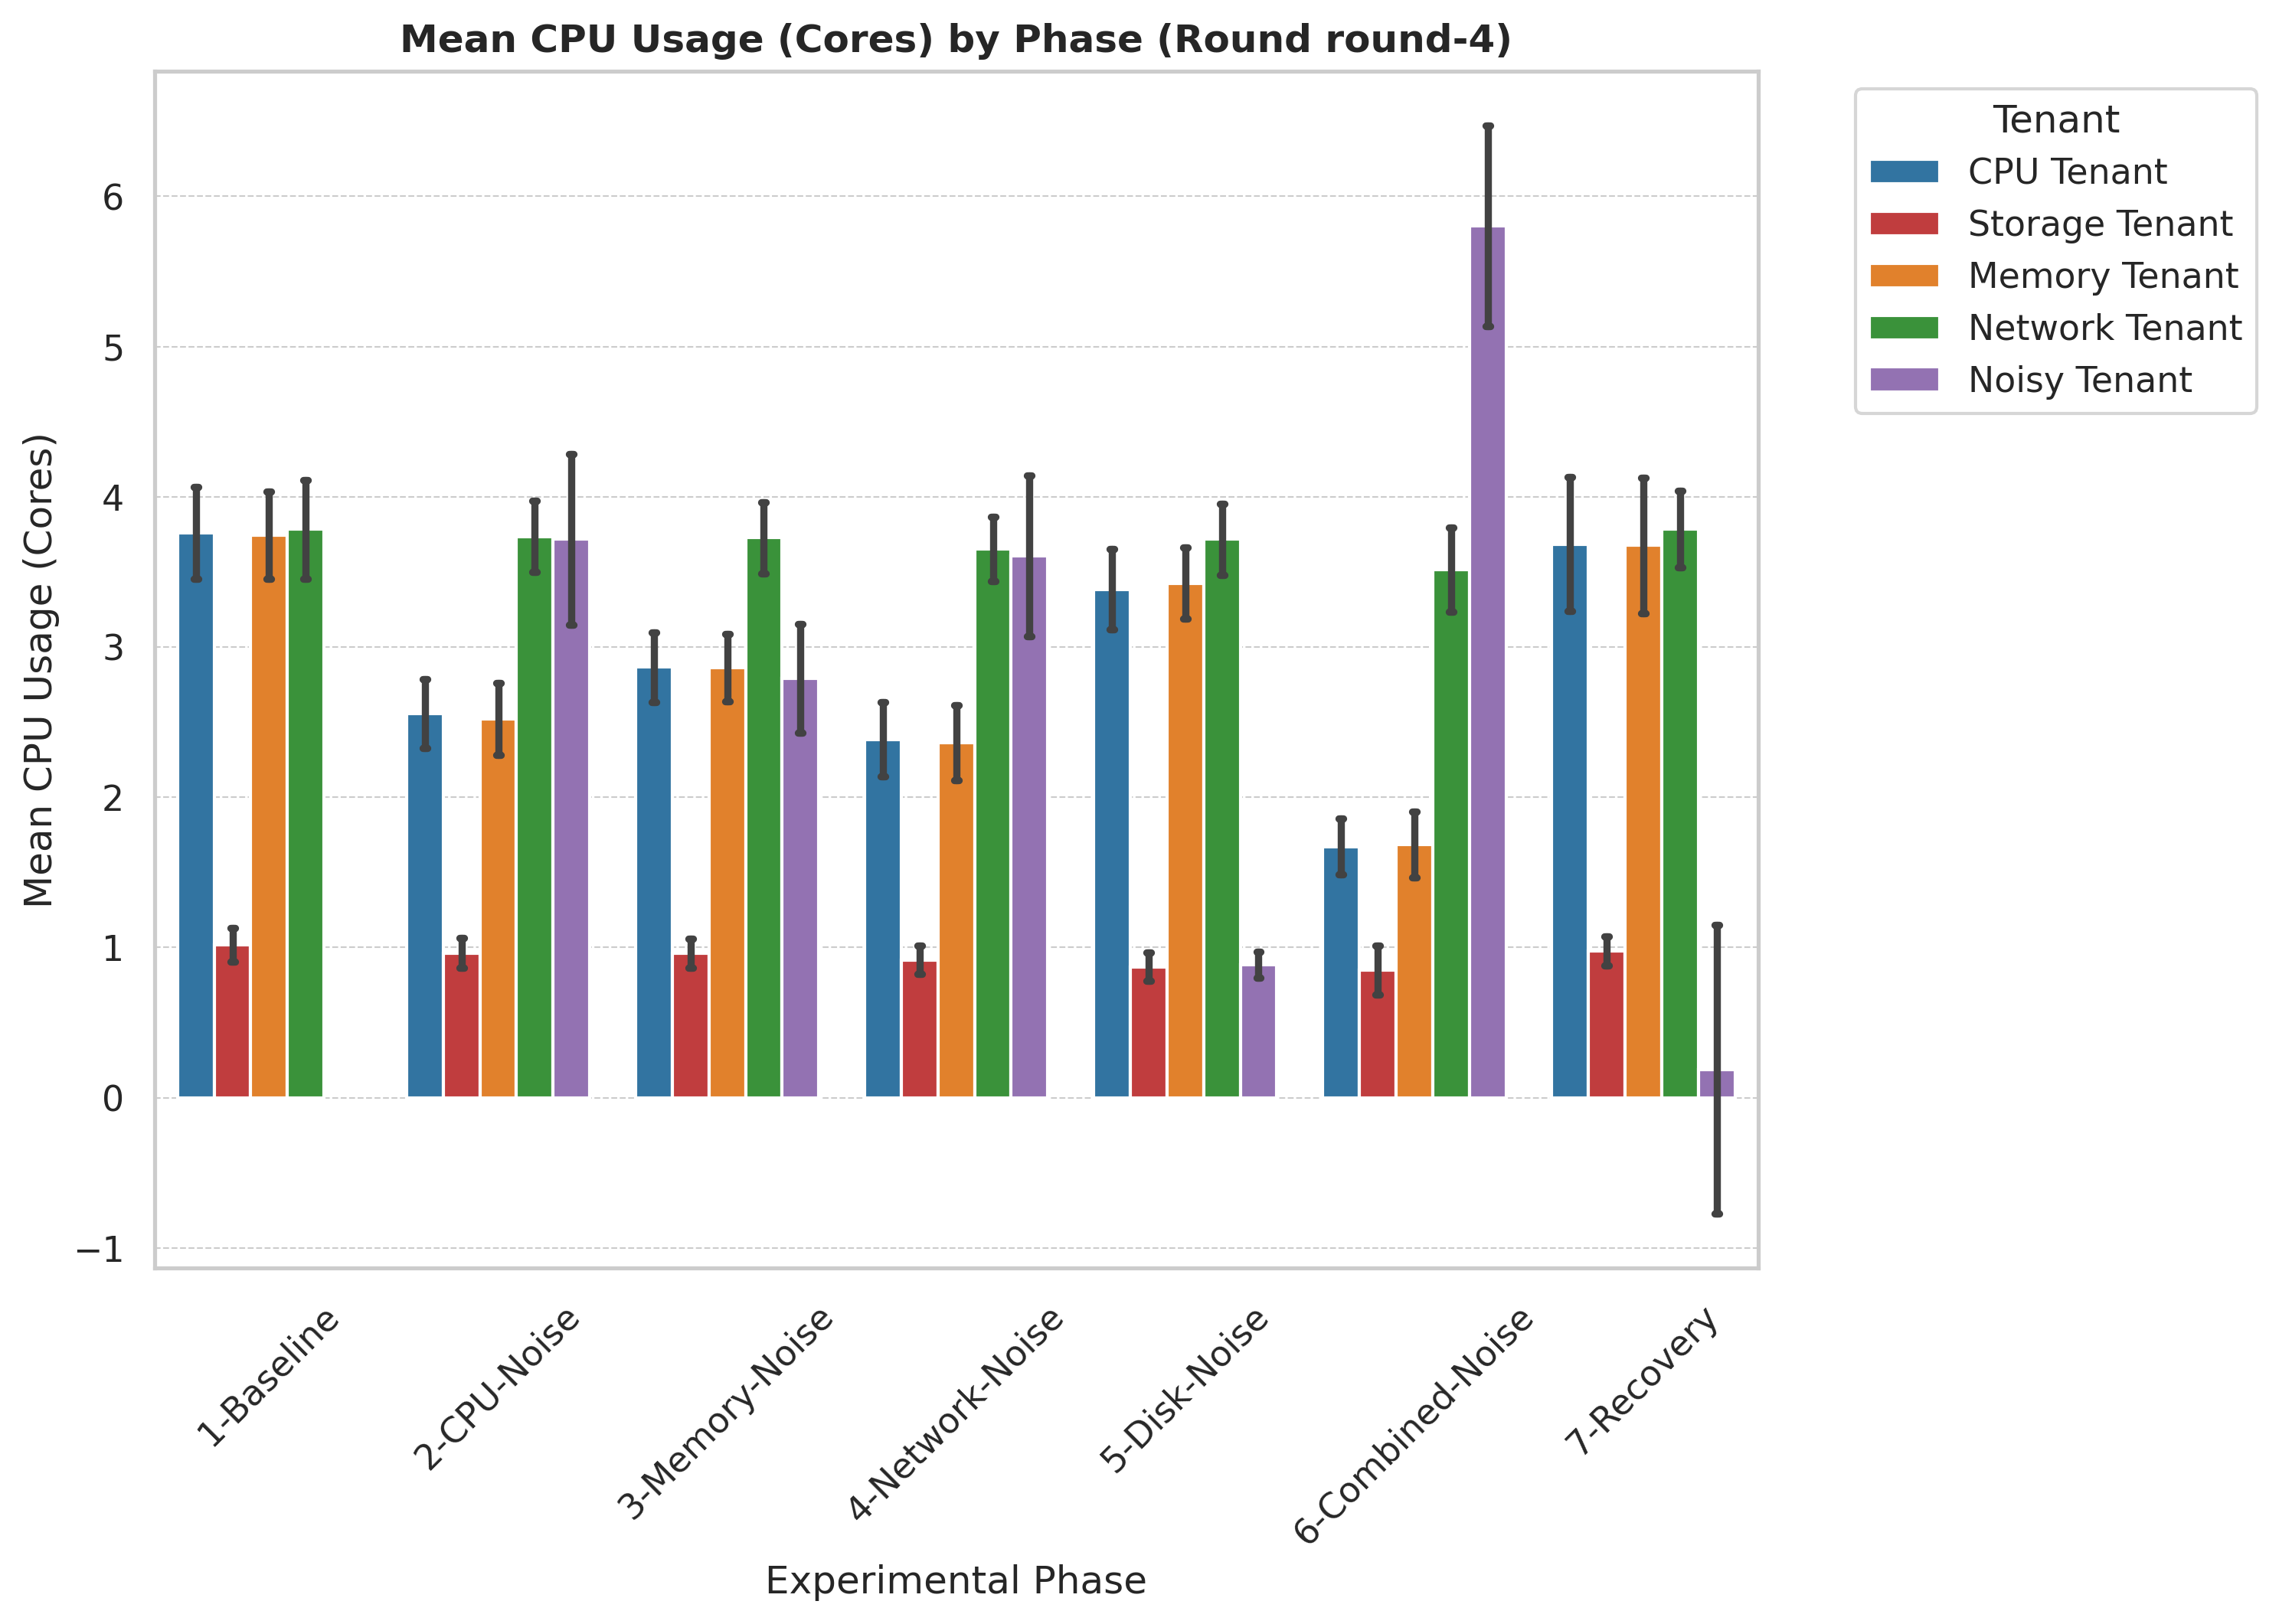 Mean CPU Usage (Cores) by Phase (Round round-4)
Tenant
CPU Tenant
Storage Tenant
Memory Tenant
Network Tenant
Noisy Tenant
Mean CPU Usage (Cores)
6
5
4
3
2
1
0
−1
1-Baseline
2-CPU-Noise
3-Memory-Noise
4-Network-Noise
5-Disk-Noise
6-Combined-Noise
7-Recovery
Experimental Phase